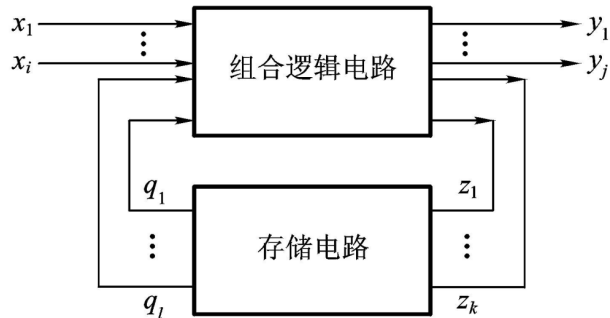 x₁ y₁
组合逻辑电路
xᵢ yⱼ
q₁ z₁
存储电路
qₗ zₖ